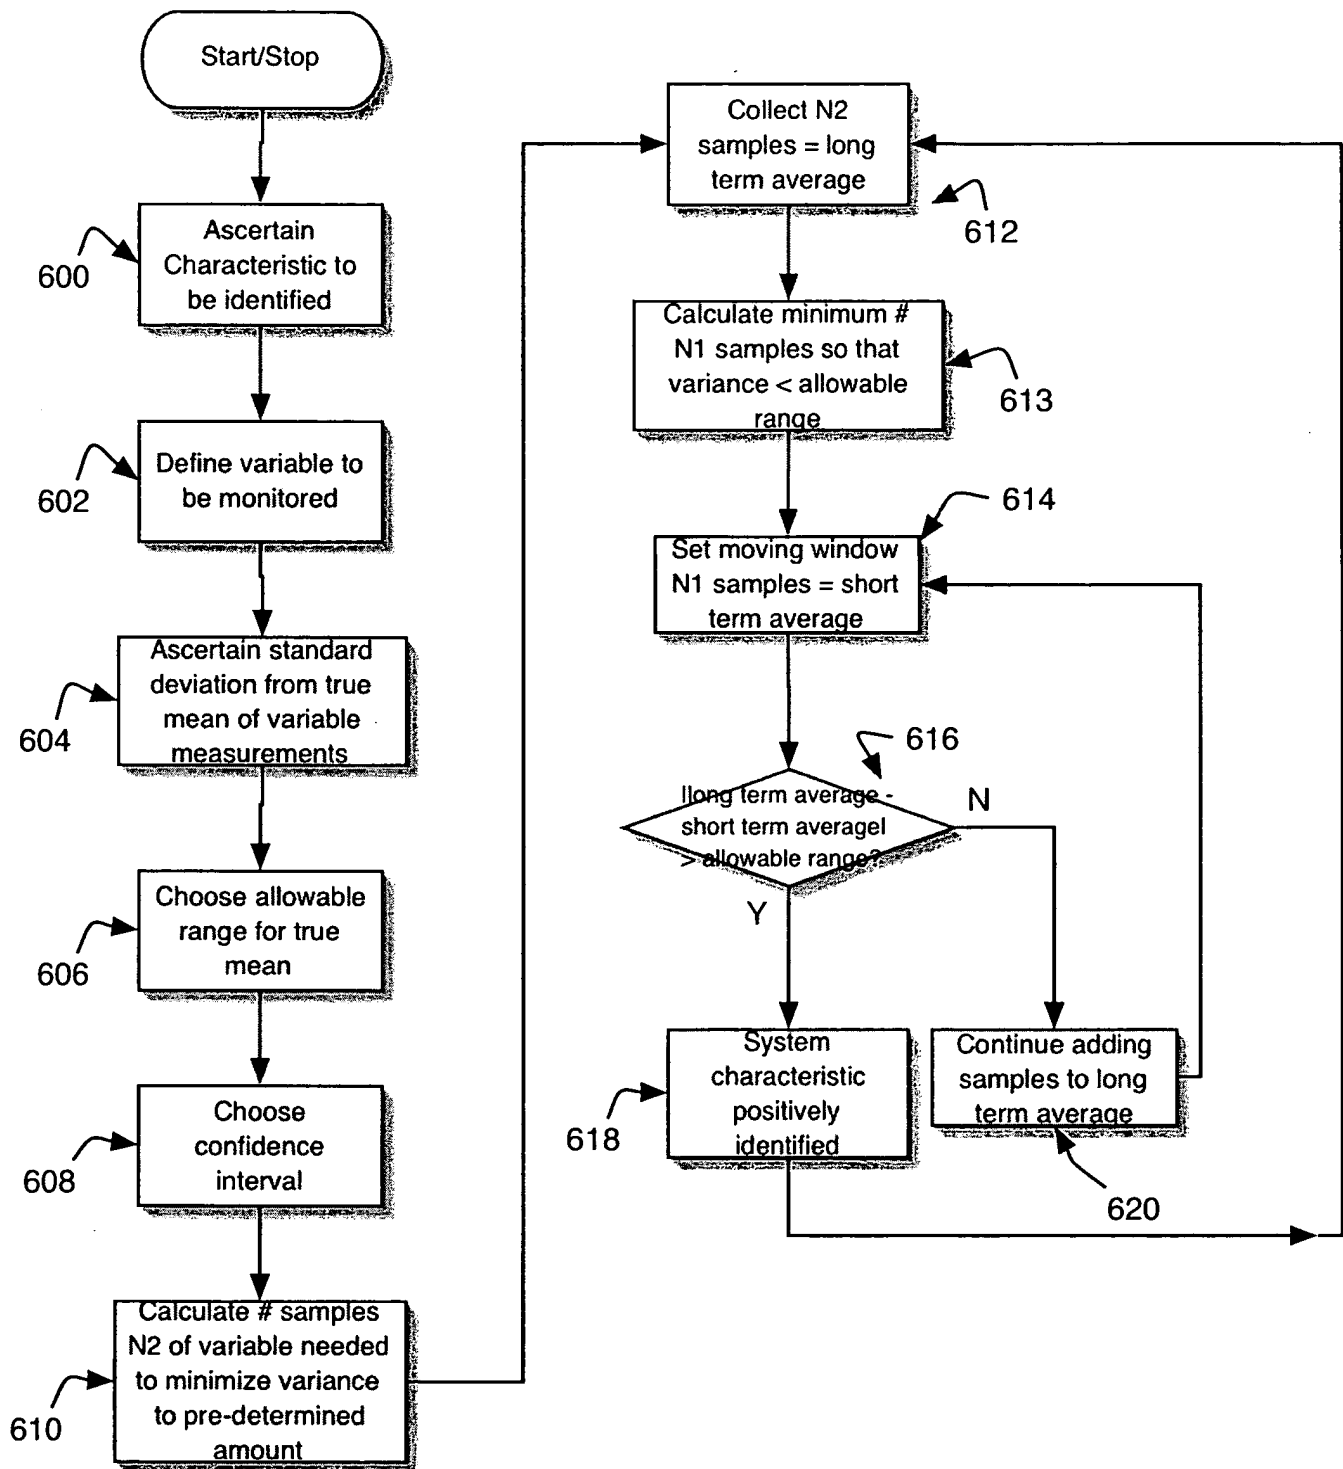 Start/Stop
Ascertain
Characteristic to
be identified
600
Define variable to
be monitored
602
Ascertain standard
deviation from true
mean of variable
measurements
604
Choose allowable
range for true
mean
606
Choose
confidence
interval
608
Calculate # samples
N2 of variable needed
to minimize variance
to pre-determined
amount
610
Collect N2
samples = long
term average
612
Calculate minimum #
N1 samples so that
variance < allowable
range
613
Set moving window
N1 samples = short
term average
614
|long term average -
short term average|
> allowable range?
616
N
Y
System
characteristic
positively
identified
618
Continue adding
samples to long
term average
620